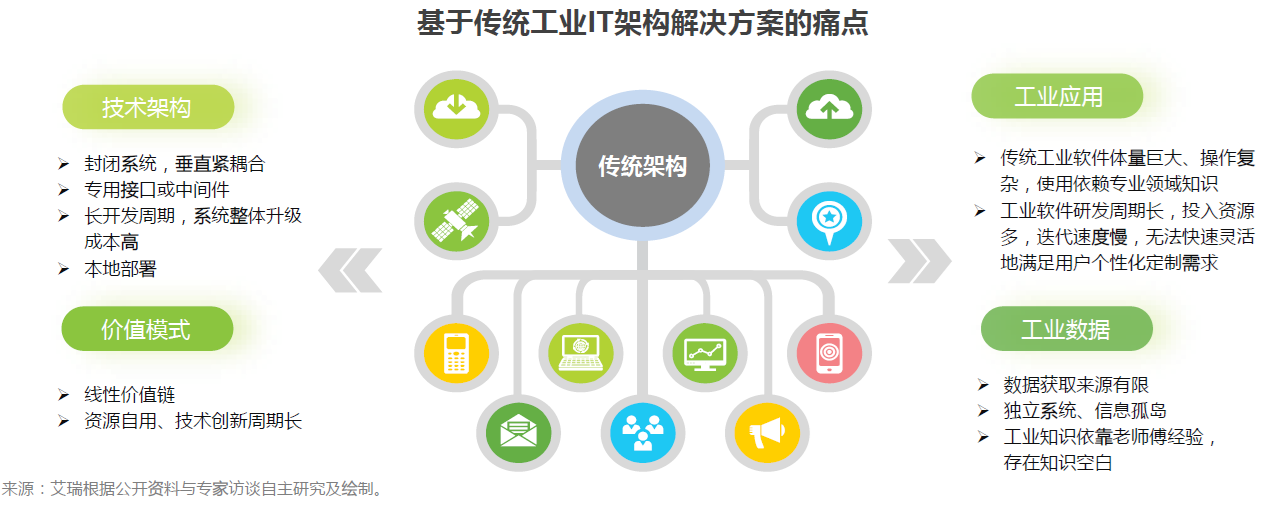 基于传统工业IT架构解决方案的痛点
技术架构
封闭系统，垂直紧耦合
专用接口或中间件
长开发周期，系统整体升级
成本高
本地部署
价值模式
线性价值链
资源自用、技术创新周期长
传统架构
工业应用
传统工业软件体量巨大、操作复
杂，使用依赖专业领域知识
工业软件研发周期长，投入资源
多，迭代速度慢，无法快速灵活
地满足用户个性化定制需求
工业数据
数据获取来源有限
独立系统、信息孤岛
工业知识依靠老师傅经验，
存在知识空白
来源：艾瑞根据公开资料与专家访谈自主研究及绘制。